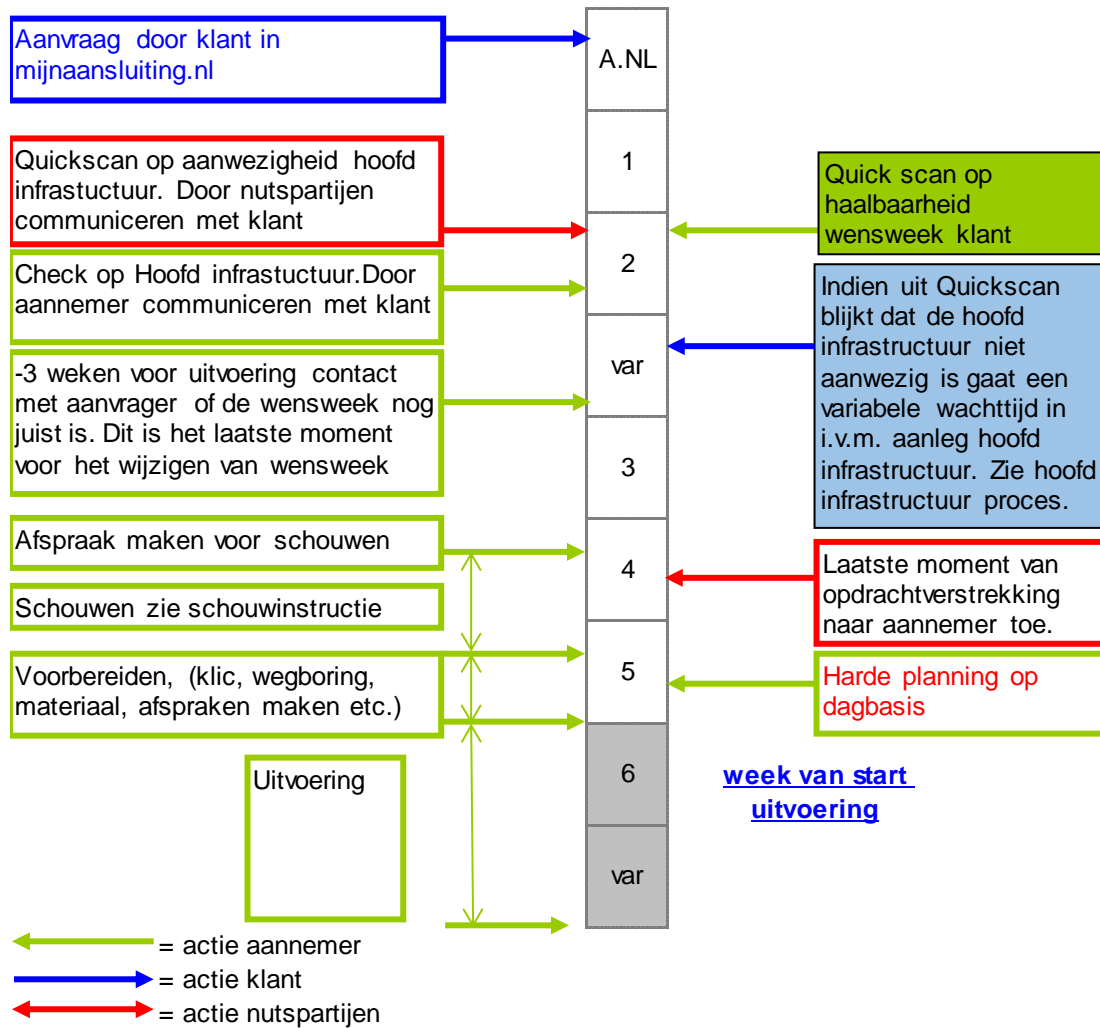 Aanvraag door klant in
mijnaansluiting.nl
Quickscan op aanwezigheid hoofd
infrastuctuur. Door nutspartijen
communiceren met klant
Check op Hoofd infrastuctuur.Door
aannemer communiceren met klant
-3 weken voor uitvoering contact
met aanvrager of de wensweek nog
juist is. Dit is het laatste moment
voor het wijzigen van wensweek
Afspraak maken voor schouwen
Schouwen zie schouwinstructie
Voorbereiden, (klic, wegboring,
materiaal, afspraken maken etc.)
Uitvoering
A.NL
1
2
var
3
4
5
6
var
Quick scan op
haalbaarheid
wensweek klant
Indien uit Quickscan
blijkt dat de hoofd
infrastructuur niet
aanwezig is gaat een
variabele wachttijd in
i.v.m. aanleg hoofd
infrastructuur. Zie hoofd
infrastructuur proces.
Laatste moment van
opdrachtverstrekking
naar aannemer toe.
Harde planning op
dagbasis
week van start
uitvoering
= actie aannemer
= actie klant
= actie nutspartijen